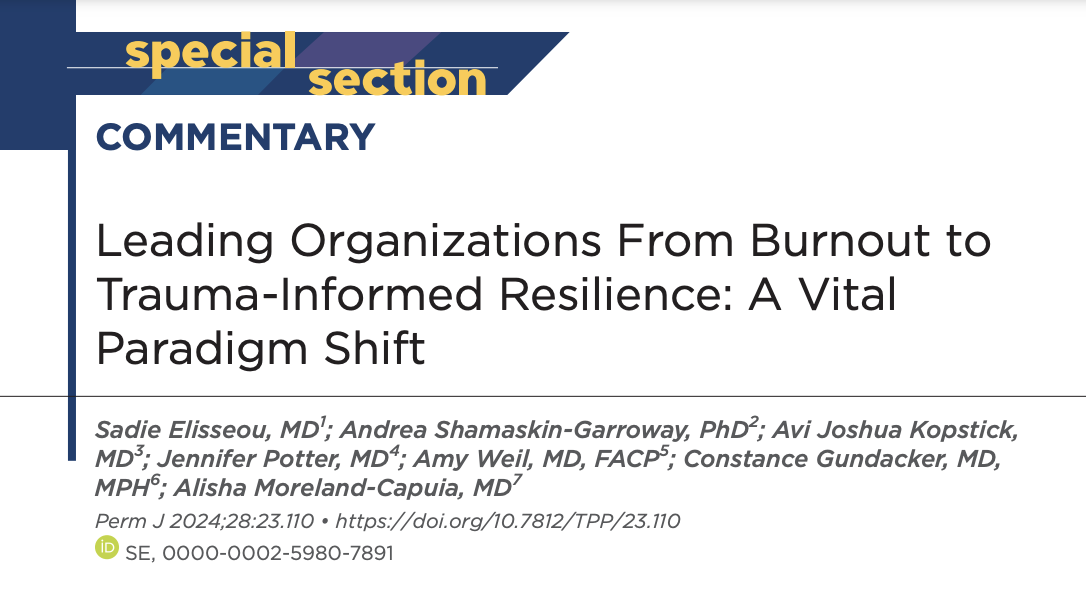 special
section
COMMENTARY
Leading Organizations From Burnout to
Trauma-Informed Resilience: A Vital
Paradigm Shift
Sadie Elisseou, MD1; Andrea Shamaskin-Garroway, PhD2; Avi Joshua Kopstick,
MD3; Jennifer Potter, MD4; Amy Weil, MD, FACP5; Constance Gundacker, MD,
MPH6; Alisha Moreland-Capuia, MD7
Perm J 2024;28:23.110 • https://doi.org/10.7812/TPP/23.110
iD SE, 0000-0002-5980-7891